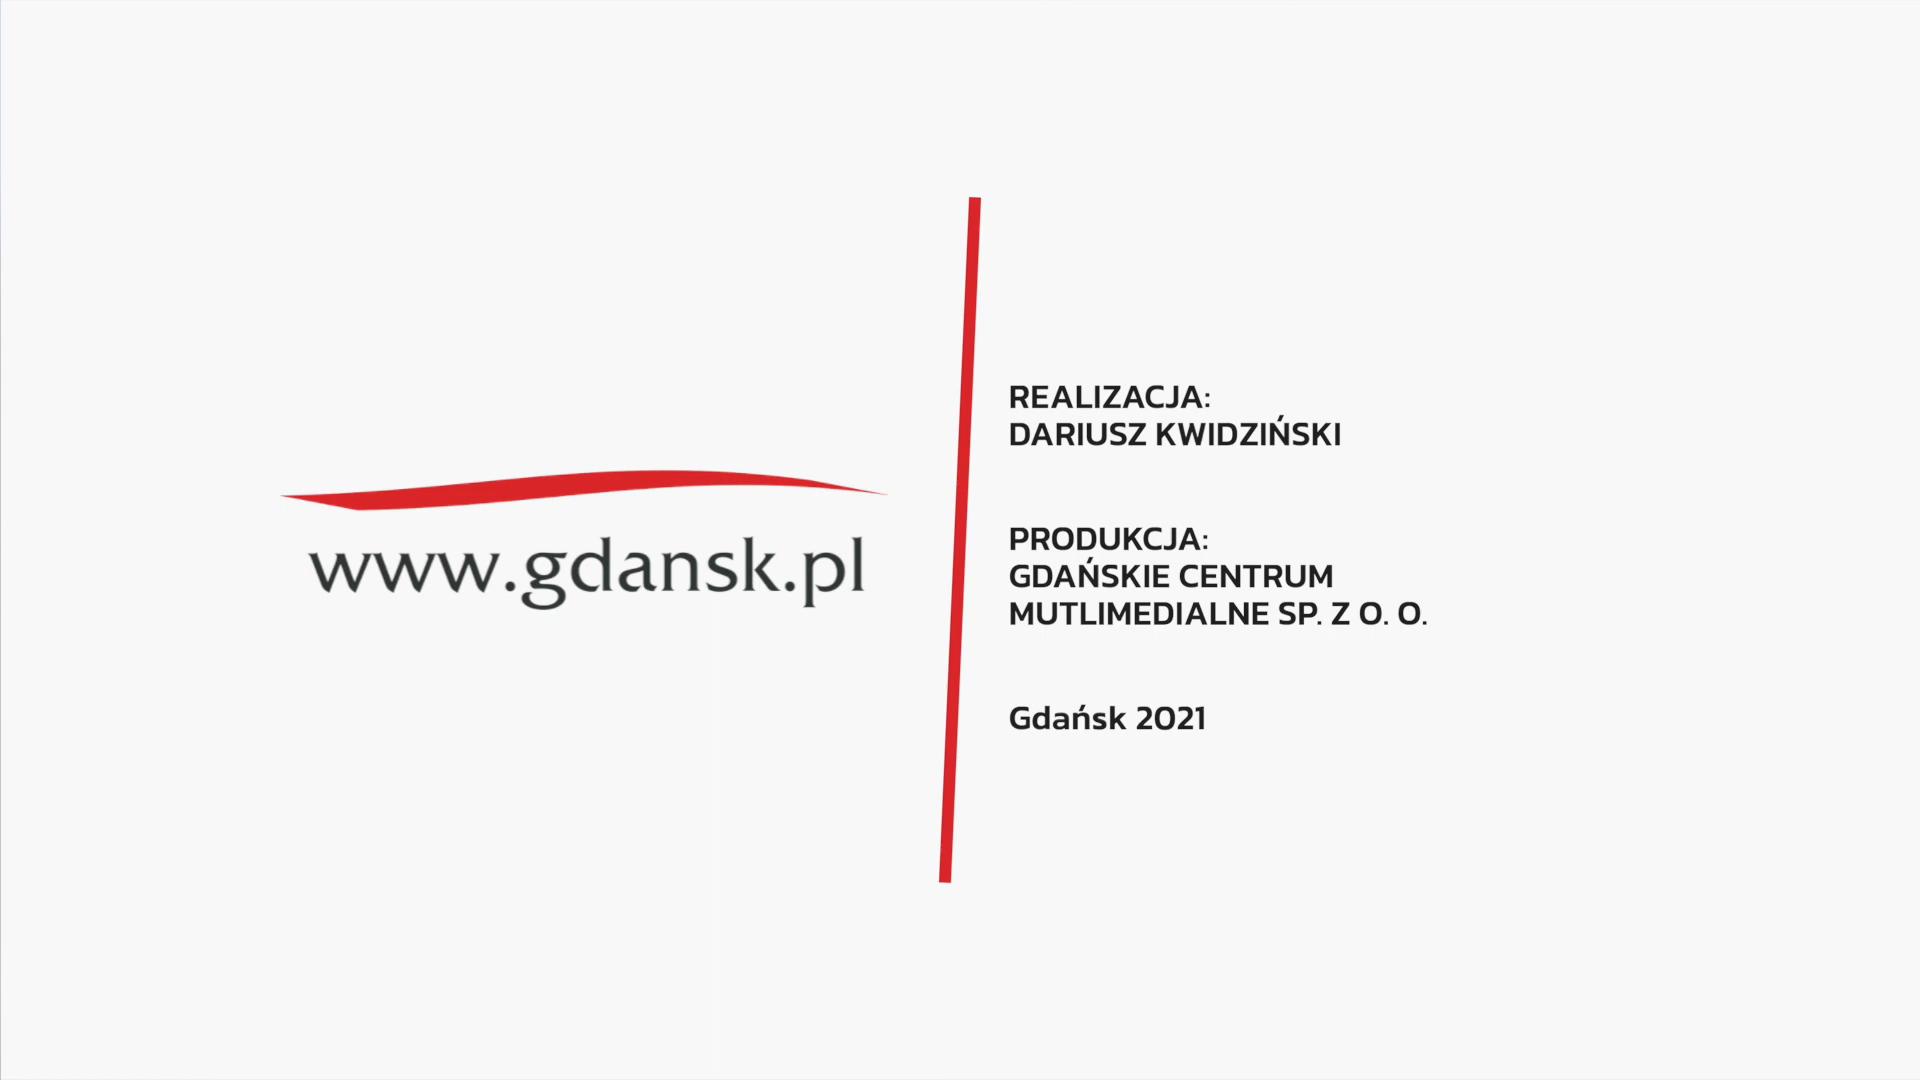 www.gdansk.pl
REALIZACJA:
DARIUSZ KWIDZIŃSKI
PRODUKCJA:
GDAŃSKIE CENTRUM
MUTLIMEDIALNE SP. Z O. O.
Gdańsk 2021